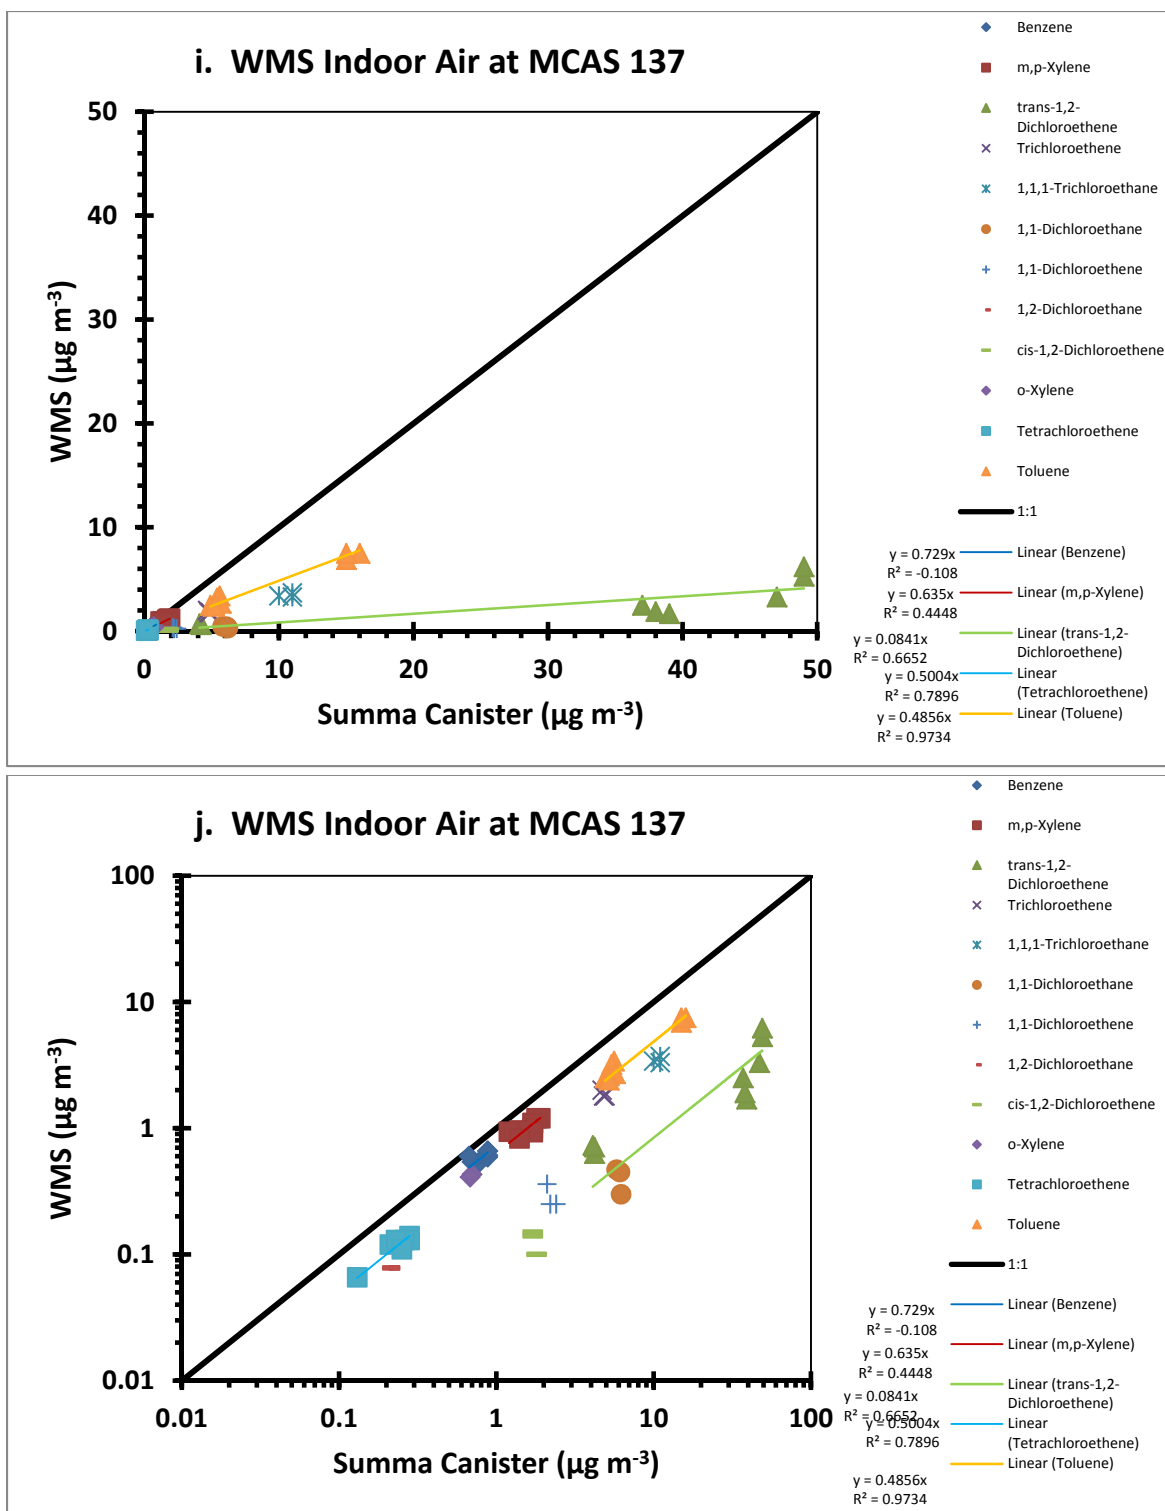 i. WMS Indoor Air at MCAS 137
50
40
30
20
10
0
WMS (µg m-3)
0 10 20 30 40 50
Summa Canister (µg m-3)
Benzene
m,p-Xylene
trans-1,2-
Dichloroethene
Trichloroethene
1,1,1-Trichloroethane
1,1-Dichloroethane
1,1-Dichloroethene
1,2-Dichloroethane
cis-1,2-Dichloroethene
o-Xylene
Tetrachloroethene
Toluene
1:1
y = 0.729x
R² = -0.108
Linear (Benzene)
y = 0.635x
R² = 0.4448
Linear (m,p-Xylene)
y = 0.0841x
R² = 0.6652
Linear (trans-1,2-
Dichloroethene)
y = 0.5004x
R² = 0.7896
Linear
(Tetrachloroethene)
y = 0.4856x
R² = 0.9734
Linear (Toluene)
j. WMS Indoor Air at MCAS 137
100
10
1
0.1
0.01
WMS (µg m-3)
0.01 0.1 1 10 100
Summa Canister (µg m-3)
Benzene
m,p-Xylene
trans-1,2-
Dichloroethene
Trichloroethene
1,1,1-Trichloroethane
1,1-Dichloroethane
1,1-Dichloroethene
1,2-Dichloroethane
cis-1,2-Dichloroethene
o-Xylene
Tetrachloroethene
Toluene
1:1
y = 0.729x
R² = -0.108
Linear (Benzene)
y = 0.635x
R² = 0.4448
Linear (m,p-Xylene)
y = 0.0841x
R² = 0.6652
Linear (trans-1,2-
Dichloroethene)
y = 0.5004x
R² = 0.7896
Linear
(Tetrachloroethene)
y = 0.4856x
R² = 0.9734
Linear (Toluene)